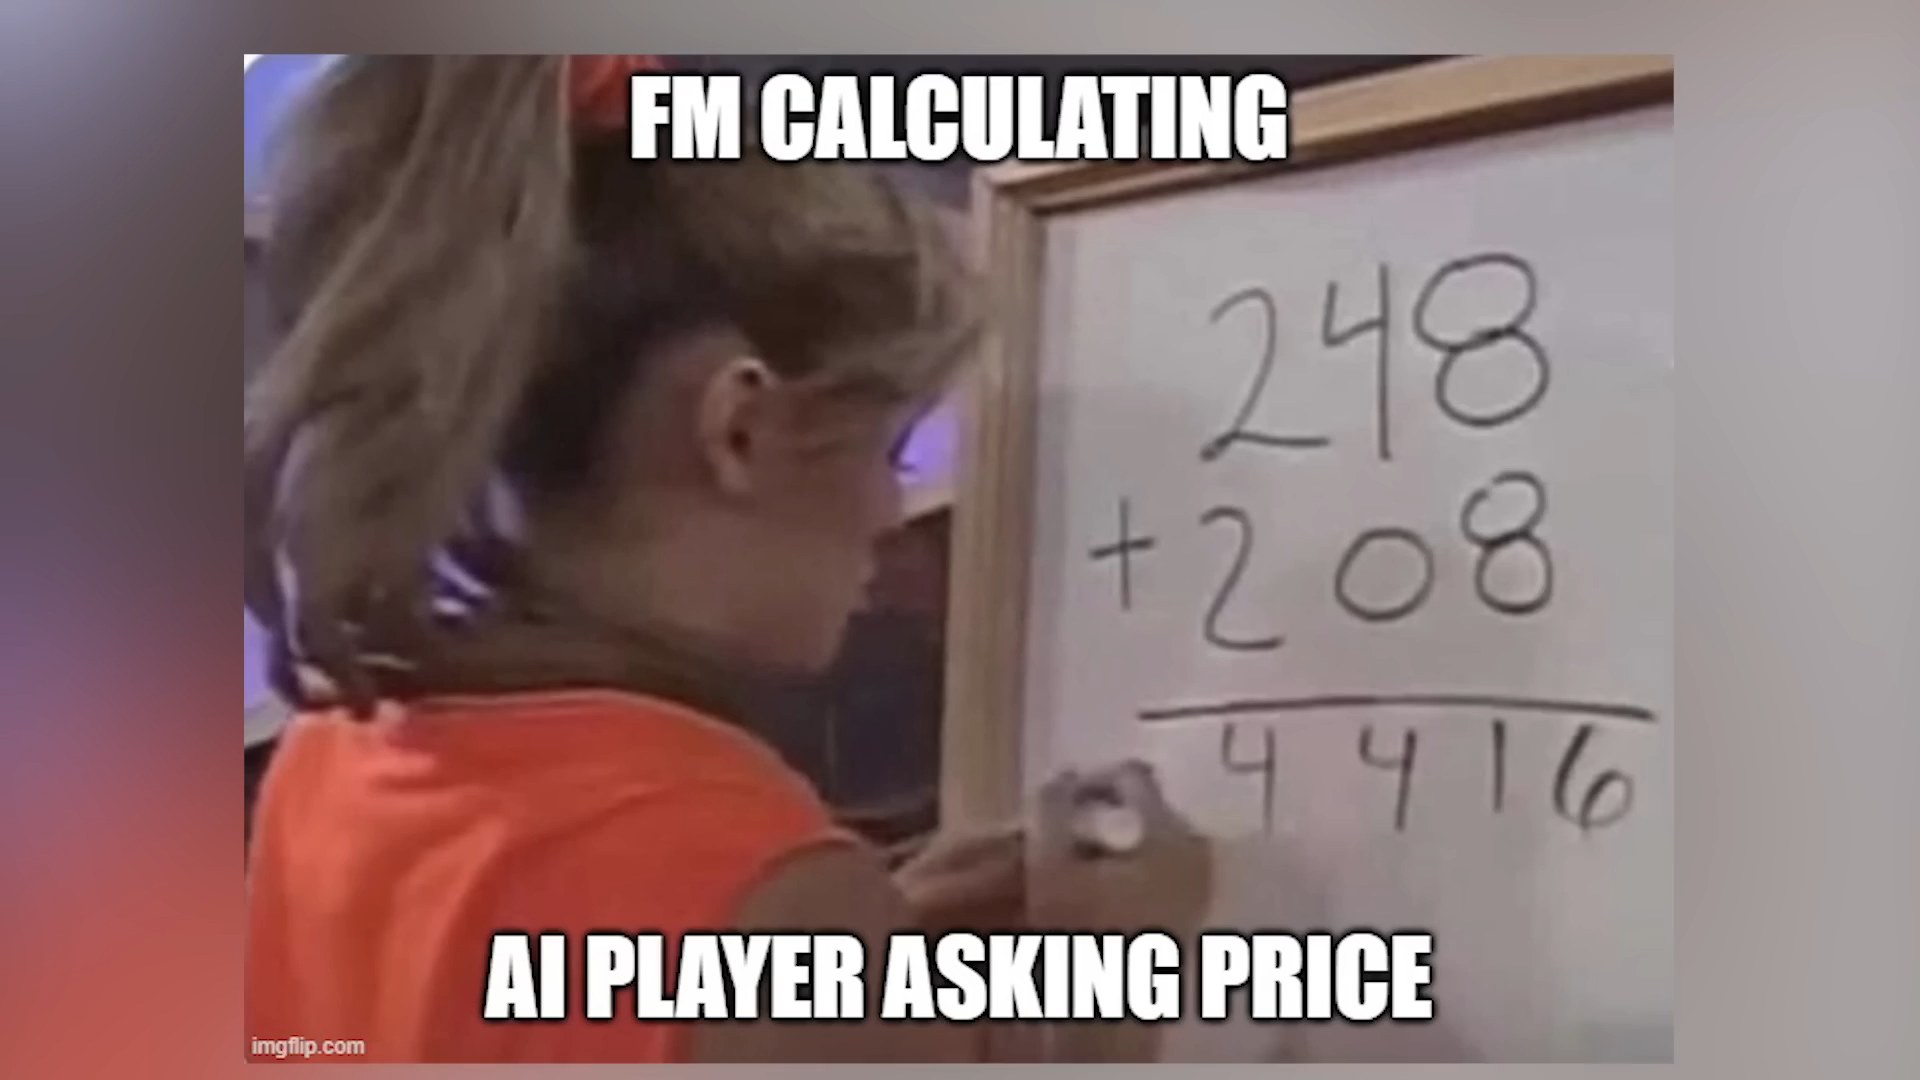 FM CALCULATING
248
+ 208
4416
AI PLAYER ASKING PRICE
imgflip.com